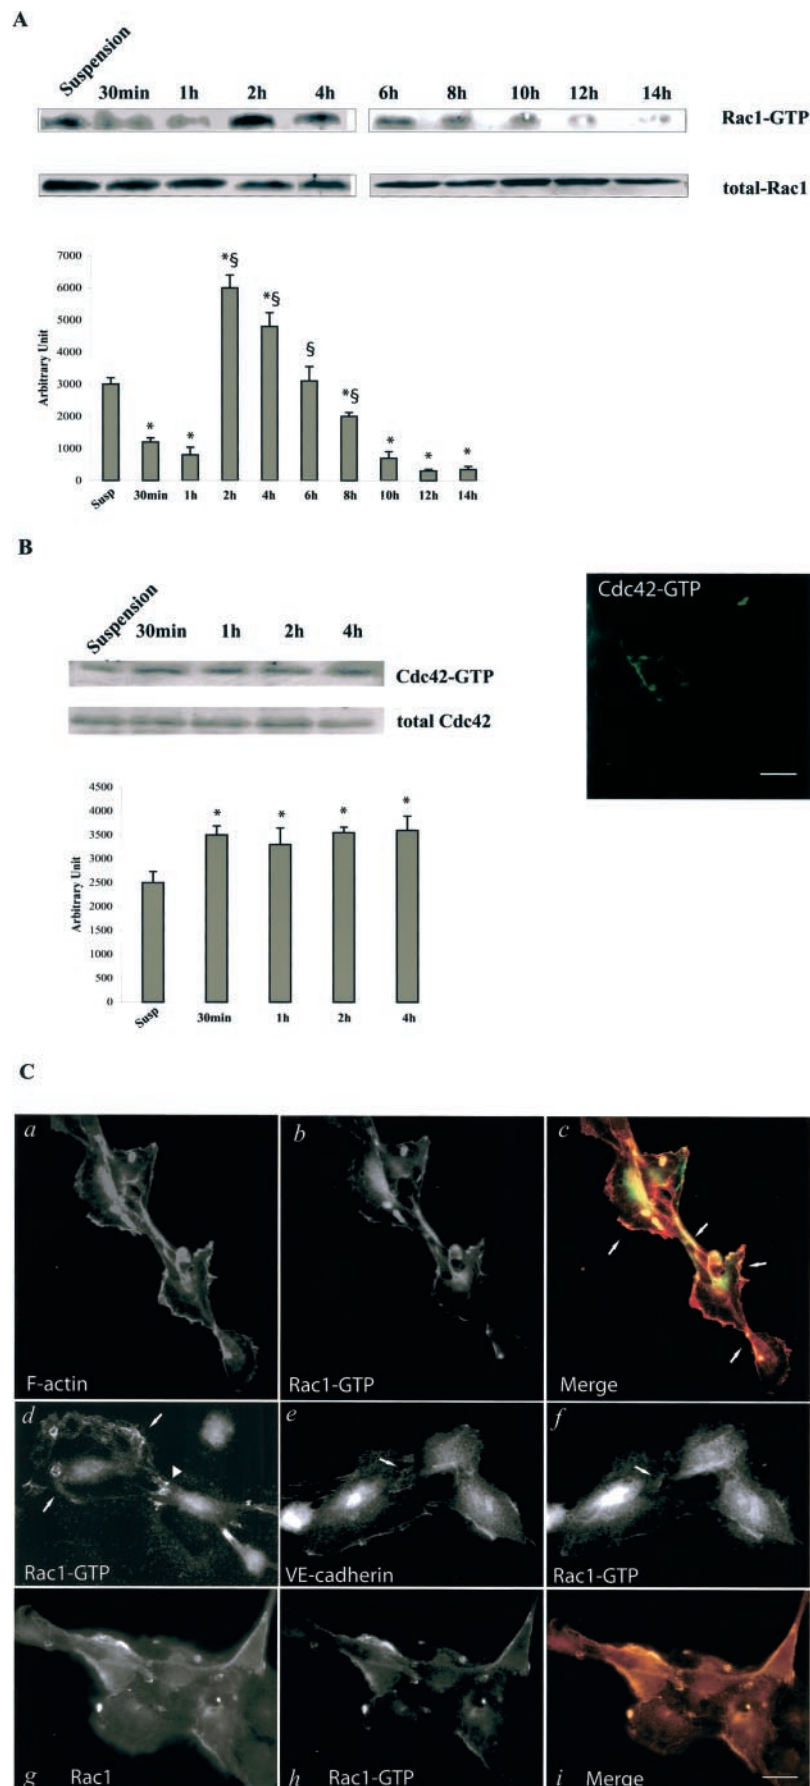 A
Suspension 30min 1h 2h 4h 6h 8h 10h 12h 14h
Rac1-GTP
total-Rac1
7000
6000
5000
4000
3000
2000
1000
0
Arbitrary Unit
* * *§ *§ § *§ * * *
Susp 30min 1h 2h 4h 6h 8h 10h 12h 14h
B
Suspension 30min 1h 2h 4h
Cdc42-GTP
total Cdc42
Cdc42-GTP
4500
4000
3500
3000
2500
2000
1500
1000
500
0
Arbitrary Unit
* * * *
Susp 30min 1h 2h 4h
C
a b c
F-actin Rac1-GTP Merge
d e f
Rac1-GTP VE-cadherin Rac1-GTP
g Rac1 h Rac1-GTP i Merge